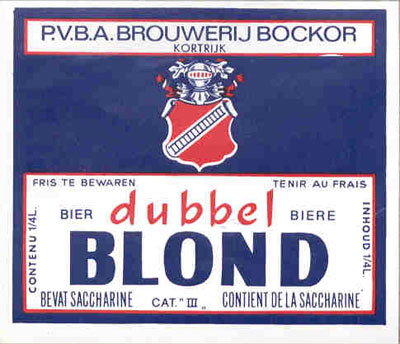 P.V.B.A. BROUWERIJ BOCKOR
KORTRIJK
FRIS TE BEWAREN
TENIR AU FRAIS
CONTENU 1/4L.
BIER dubbel BIERE
INHOUD 1/4L.
BLOND
BEVAT SACCHARINE CAT. "III„ CONTIENT DE LA SACCHARINE